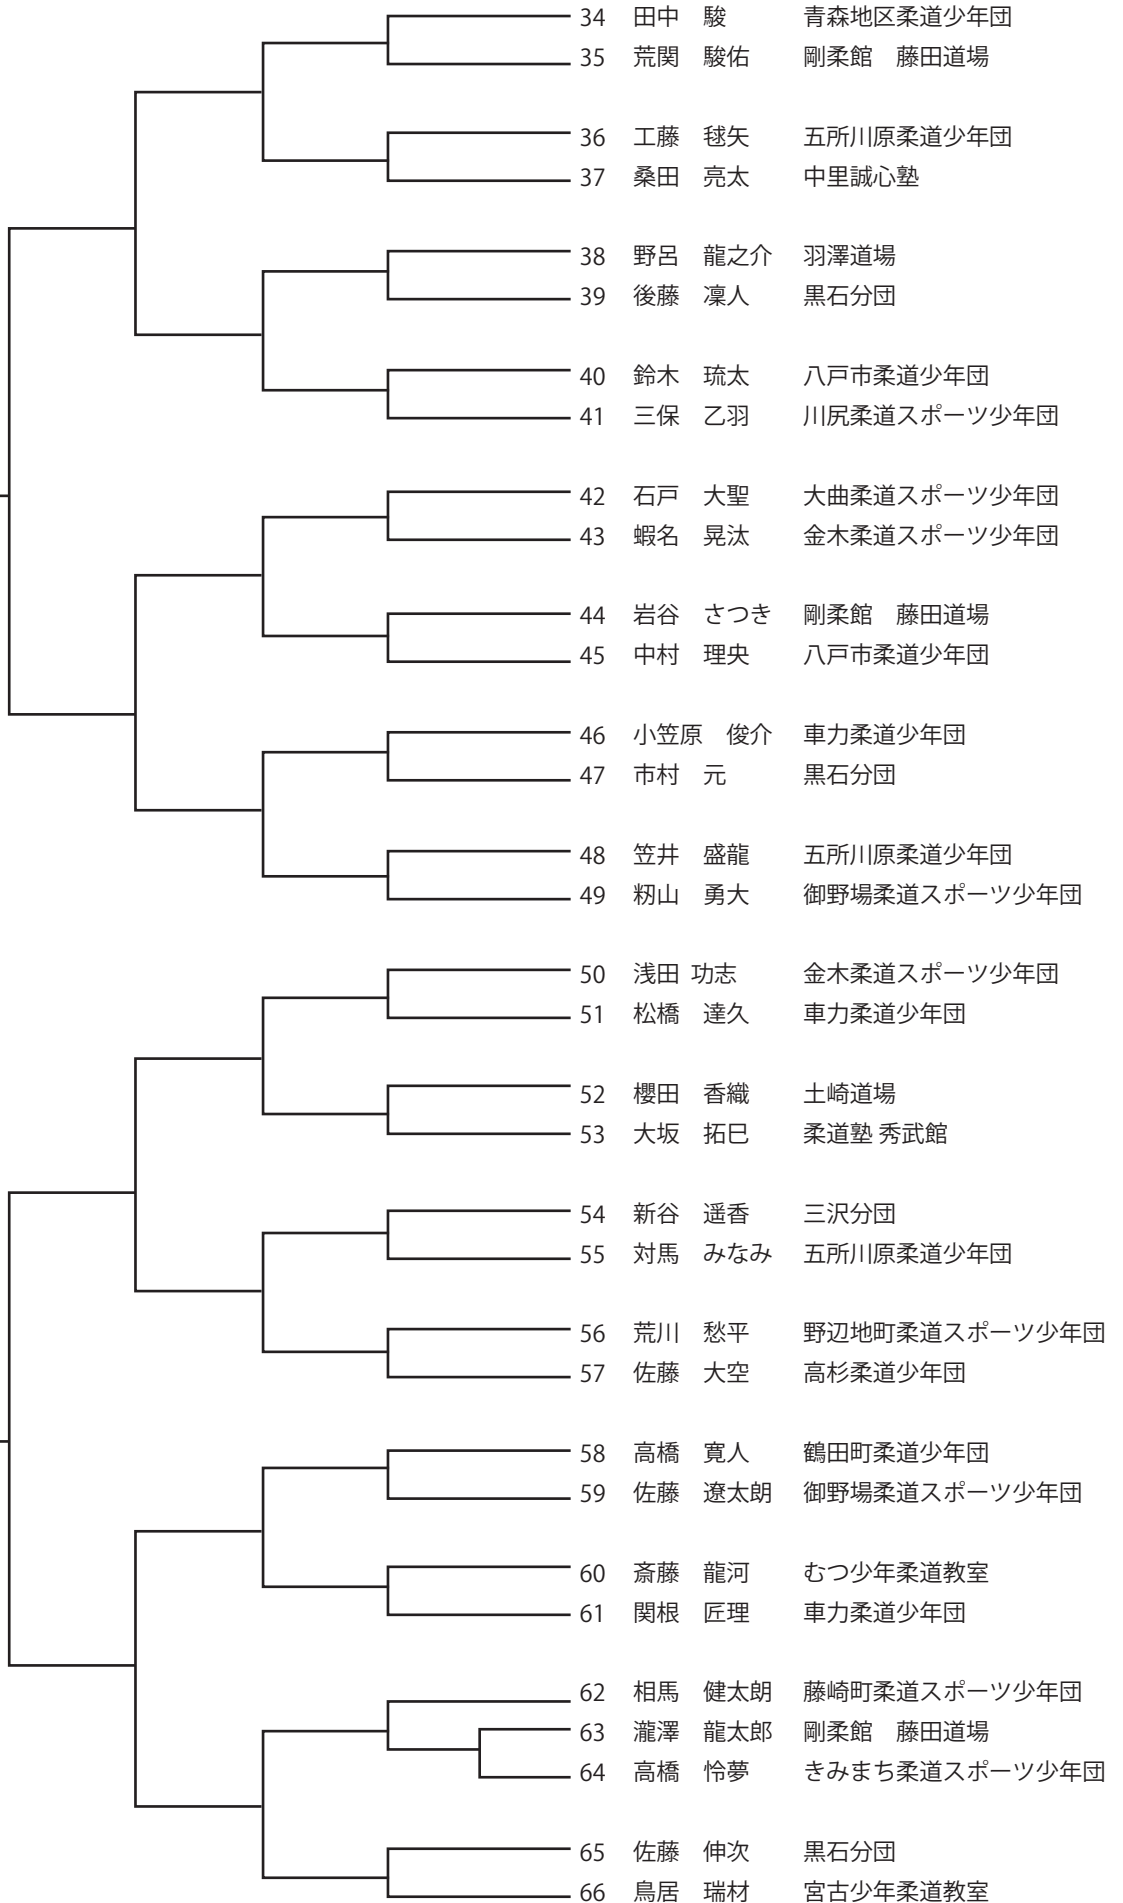 34 田中　駿 青森地区柔道少年団
35 荒関　駿佑 剛柔館　藤田道場
36 工藤　毬矢 五所川原柔道少年団
37 桑田　亮太 中里誠心塾
38 野呂　龍之介 羽澤道場
39 後藤　凜人 黒石分団
40 鈴木　琉太 八戸市柔道少年団
41 三保　乙羽 川尻柔道スポーツ少年団
42 石戸　大聖 大曲柔道スポーツ少年団
43 蝦名　晃汰 金木柔道スポーツ少年団
44 岩谷　さつき 剛柔館　藤田道場
45 中村　理央 八戸市柔道少年団
46 小笠原　俊介 車力柔道少年団
47 市村　元 黒石分団
48 笠井　盛龍 五所川原柔道少年団
49 籾山　勇大 御野場柔道スポーツ少年団
50 浅田 功志 金木柔道スポーツ少年団
51 松橋　達久 車力柔道少年団
52 櫻田　香織 土崎道場
53 大坂　拓巳 柔道塾 秀武館
54 新谷　遥香 三沢分団
55 対馬　みなみ 五所川原柔道少年団
56 荒川　愁平 野辺地町柔道スポーツ少年団
57 佐藤　大空 高杉柔道少年団
58 高橋　寛人 鶴田町柔道少年団
59 佐藤　遼太朗 御野場柔道スポーツ少年団
60 斎藤　龍河 むつ少年柔道教室
61 関根　匠理 車力柔道少年団
62 相馬　健太朗 藤崎町柔道スポーツ少年団
63 瀧澤　龍太郎 剛柔館　藤田道場
64 高橋　怜夢 きみまち柔道スポーツ少年団
65 佐藤　伸次 黒石分団
66 鳥居　瑞材 宮古少年柔道教室